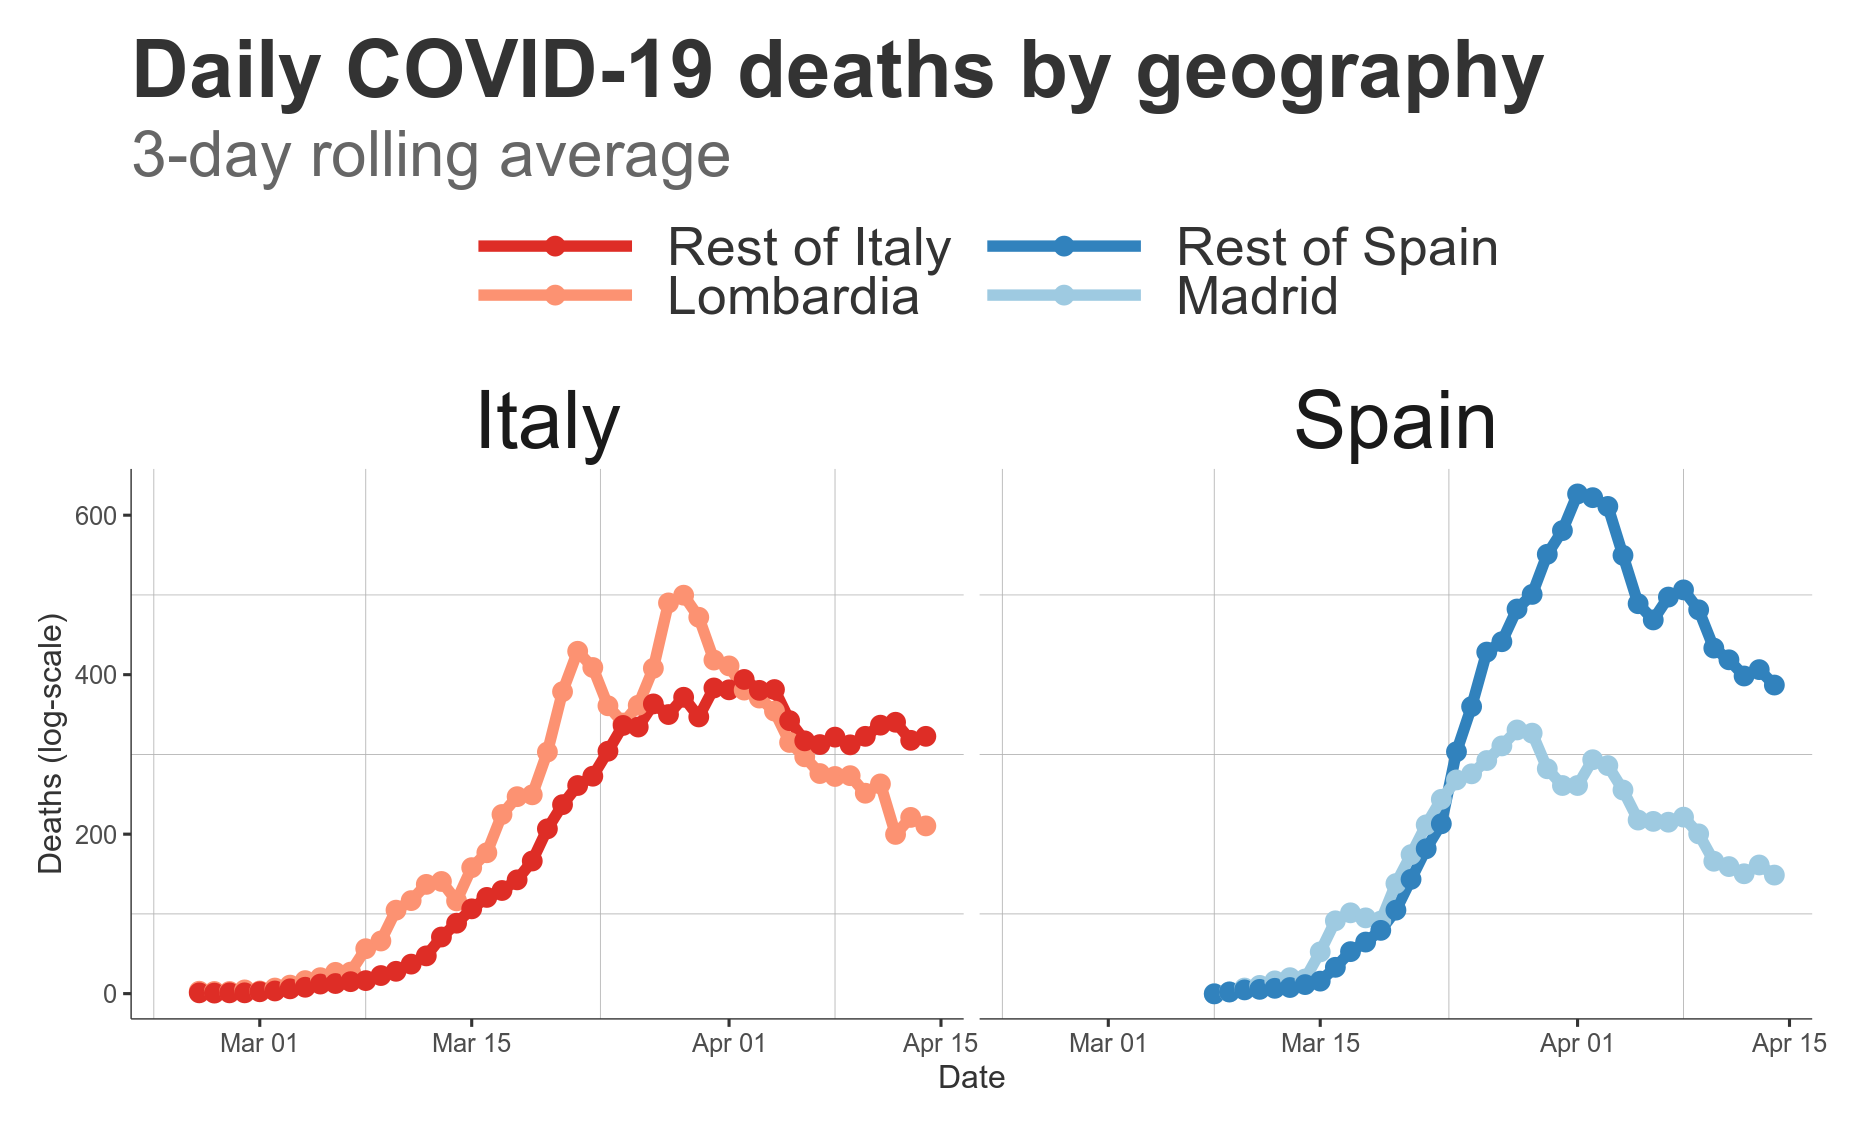 Daily COVID-19 deaths by geography
3-day rolling average
Rest of Italy
Rest of Spain
Lombardia
Madrid
Italy
Spain
Deaths (log-scale)
600
400
200
0
Mar 01
Mar 15
Apr 01
Apr 15
Mar 01
Mar 15
Apr 01
Apr 15
Date